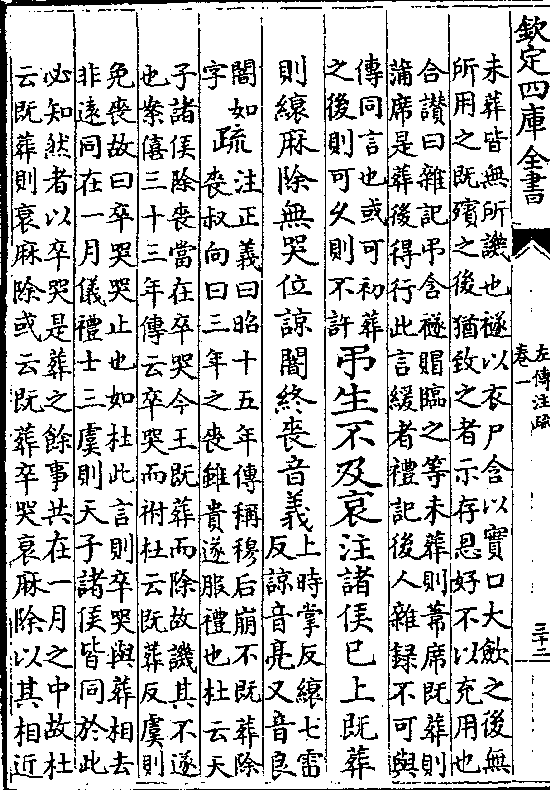 欽定四庫全書
左傳注疏
卷一
三十二
未葬皆無所譏也襚以衣尸含以實口大歛之後無
所用之既殯之後猶致之者示存恩好不以充用也
合讚曰雜記弔含襚賵臨之等未葬則葦席既葬則
蒲席是葬後得行此言緩者禮記後人雜録不可與
傳同言也或可初葬
之後則可久則不許
弔生不及哀注諸侯已上既葬
則縗麻除無哭位諒闇終喪音義
上時掌反縗七雷
反諒音亮又音良
闇如
字
疏
注正義曰昭十五年傳稱穆后崩不既葬除
喪叔向曰三年之喪雖貴遂服禮也杜云天
子諸侯除喪當在卒哭今王既葬而除故譏其不遂
也案僖三十三年傳云卒哭而祔杜云既葬反虞則
免喪故曰卒哭哭止也如杜此言則卒哭與葬相去
非遠同在一月儀禮士三虞則天子諸侯皆同於此
必知然者以卒哭是葬之餘事共在一月之中故杜
云既葬則衰麻除或云既葬卒哭衰麻除以其相近